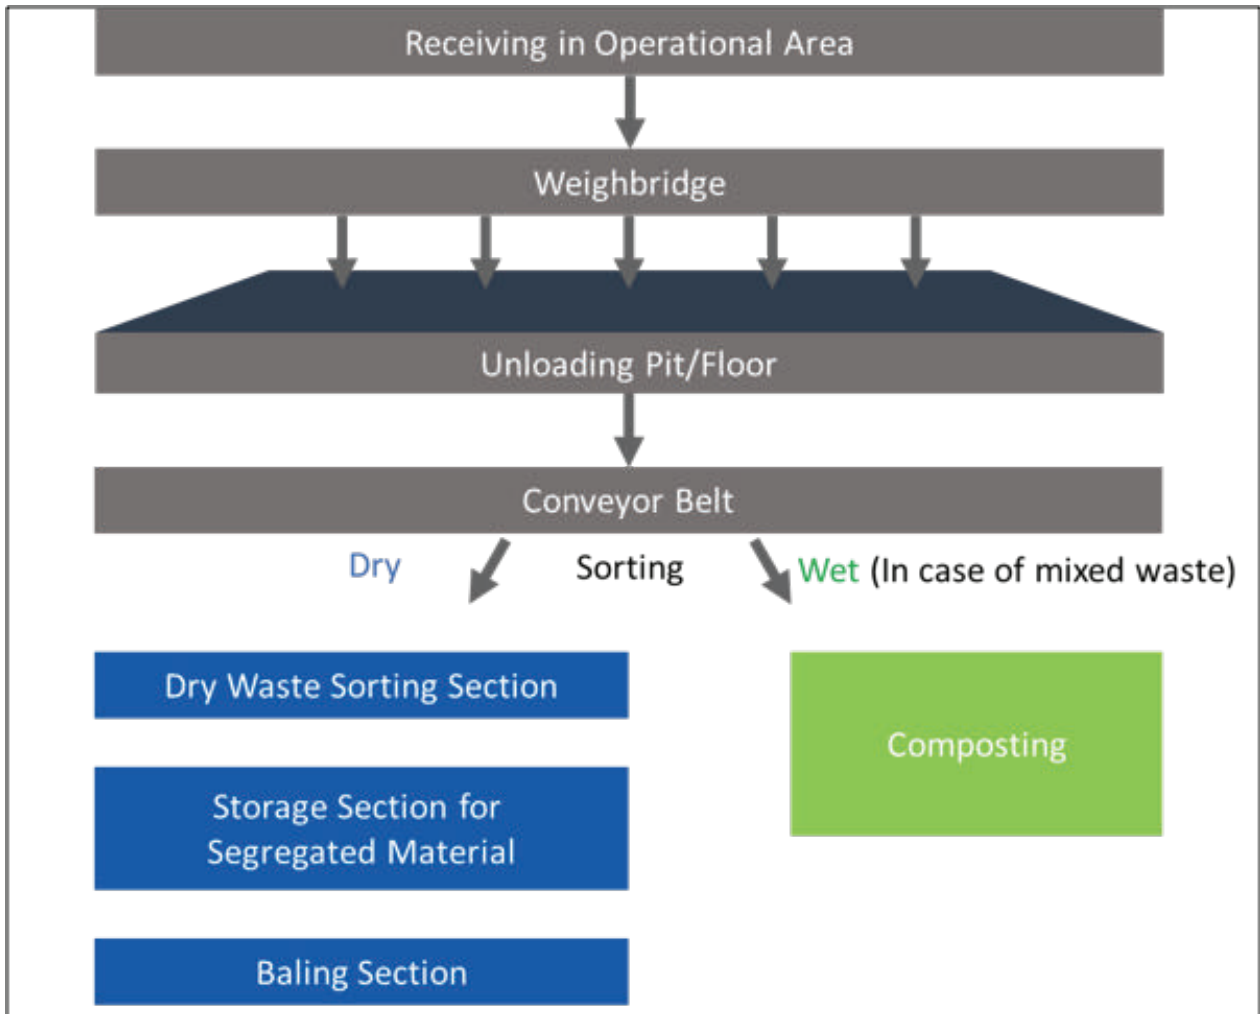 Receiving in Operational Area
Weighbridge
Unloading Pit/Floor
Conveyor Belt
Dry Sorting Wet (In case of mixed waste)
Dry Waste Sorting Section
Composting
Storage Section for
Segregated Material
Baling Section